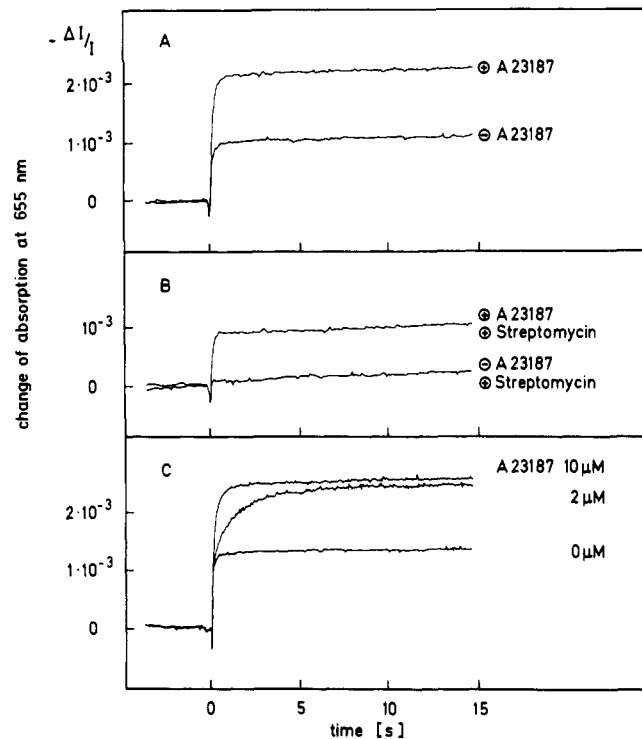 - ΔI/I
change of absorption at 655 nm
A
2·10⁻³
1·10⁻³
0
⊕ A 23187
⊖ A 23187
B
10⁻³
0
⊕ A 23187
⊕ Streptomycin
⊖ A 23187
⊕ Streptomycin
C
2·10⁻³
1·10⁻³
0
A 23187 10 μM
2 μM
0 μM
0 5 10 15
time [s]